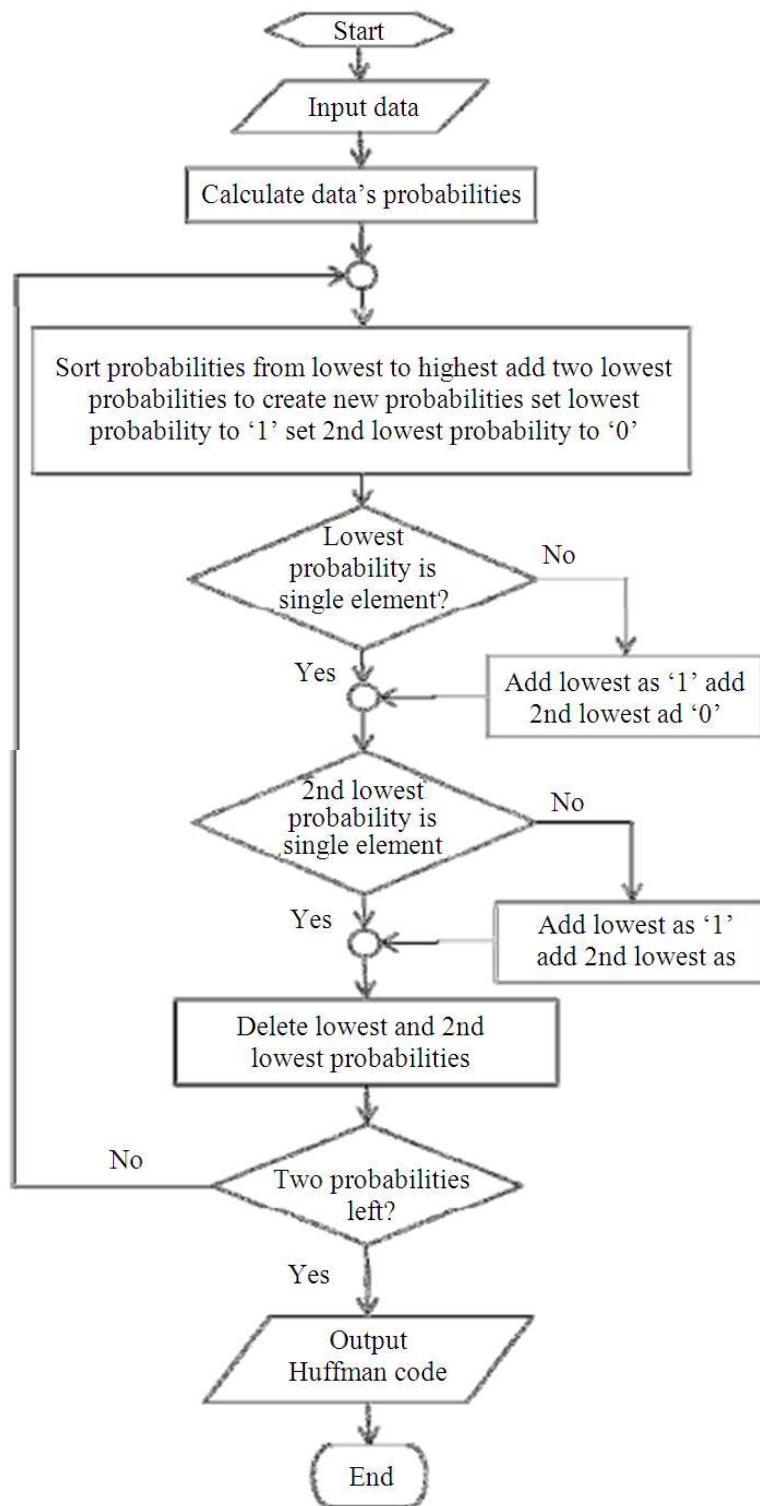 Start
Input data
Calculate data’s probabilities
Sort probabilities from lowest to highest add two lowest
probabilities to create new probabilities set lowest
probability to ‘1’ set 2nd lowest probability to ‘0’
Lowest
probability is
single element?
No
Yes
Add lowest as ‘1’ add
2nd lowest ad ‘0’
2nd lowest
probability is
single element
No
Yes
Add lowest as ‘1’
add 2nd lowest as
Delete lowest and 2nd
lowest probabilities
No
Two probabilities
left?
Yes
Output
Huffman code
End